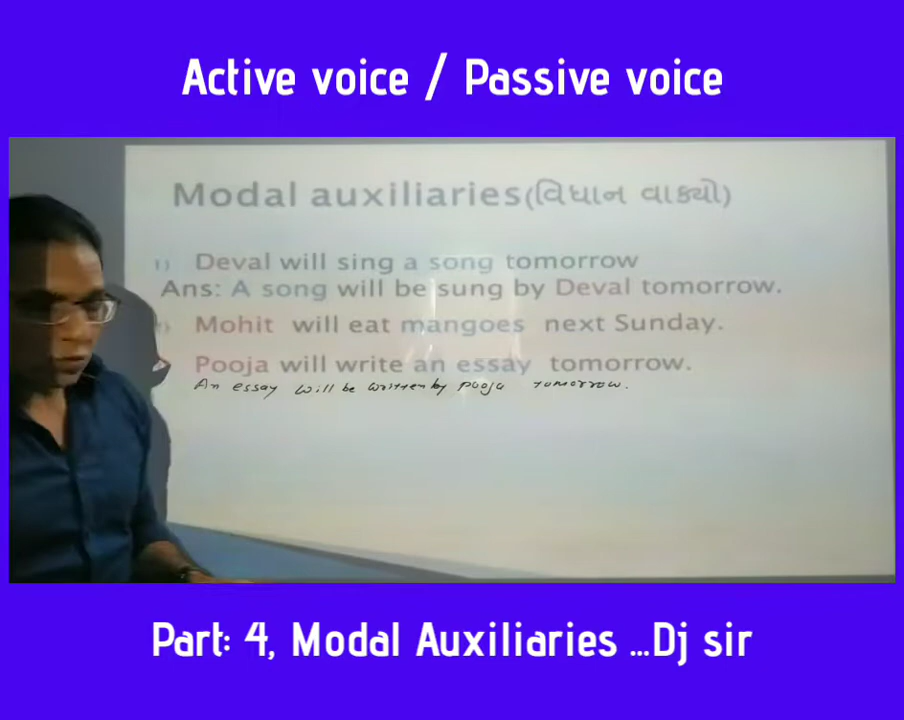 Active voice / Passive voice
Modal auxiliaries(વિધાન વાક્યો)
1) Deval will sing a song tomorrow
Ans: A song will be sung by Deval tomorrow.
Mohit will eat mangoes next Sunday.
Pooja will write an essay tomorrow.
An essay will be written by pooja tomorrow.
Part: 4, Modal Auxiliaries ...Dj sir